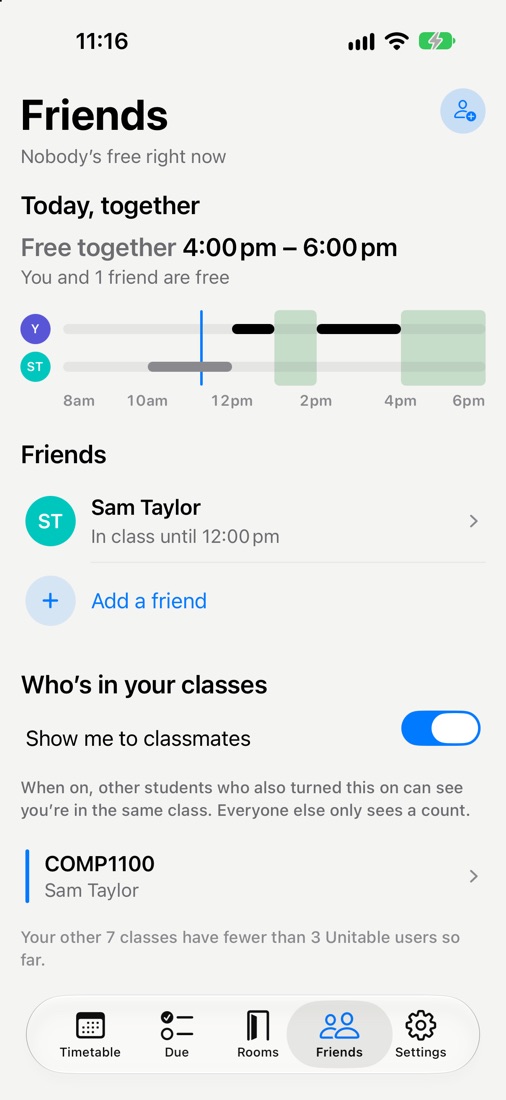 11:16
Friends
Nobody's free right now
Today, together
Free together 4:00 pm – 6:00 pm
You and 1 friend are free
Y
ST
8am 10am 12pm 2pm 4pm 6pm
Friends
ST
Sam Taylor
In class until 12:00 pm
Add a friend
Who's in your classes
Show me to classmates
When on, other students who also turned this on can see
you're in the same class. Everyone else only sees a count.
COMP1100
Sam Taylor
Your other 7 classes have fewer than 3 Unitable users so
far.
Timetable Due Rooms Friends Settings